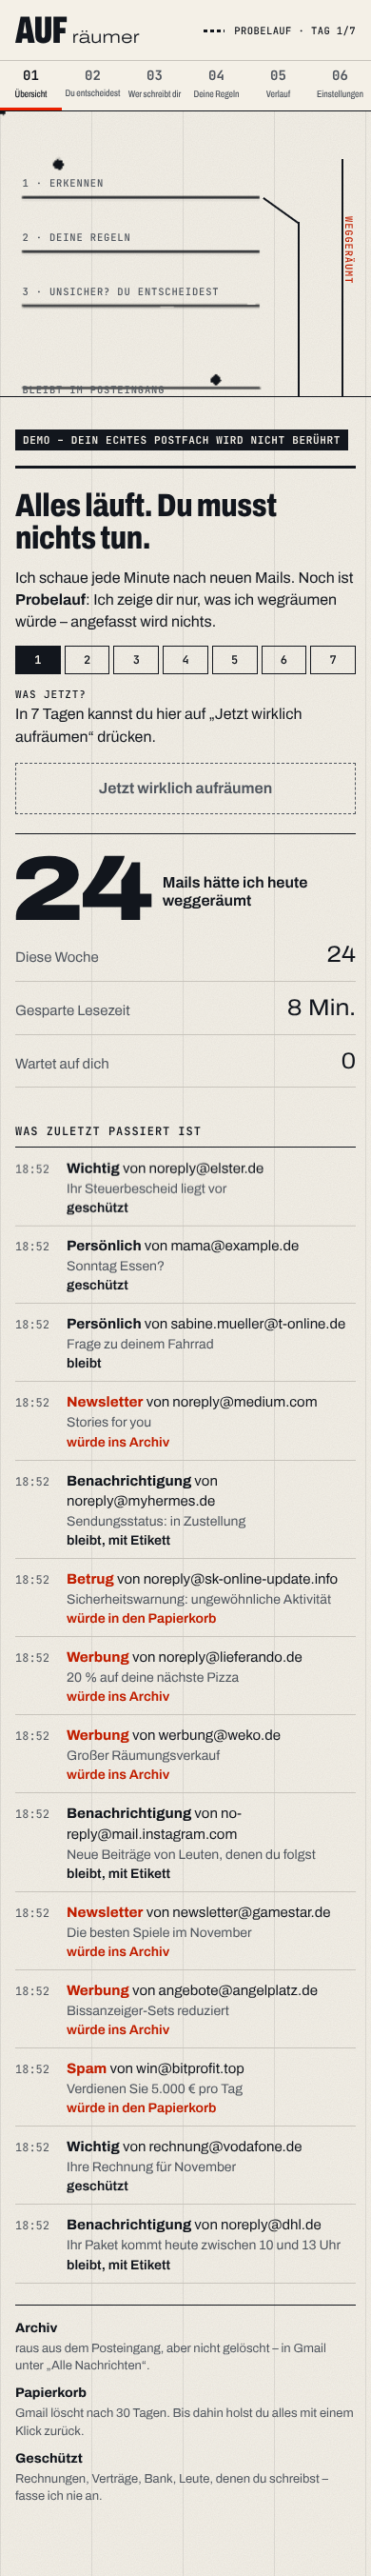 AUF räumer
PROBELAUF · TAG 1/7
01 02 03 04 05 06
Übersicht Du entscheidest Wer schreibt dir Deine Regeln Verlauf Einstellungen
1 · ERKENNEN
2 · DEINE REGELN
3 · UNSICHER? DU ENTSCHEIDEST
BLEIBT IM POSTEINGANG
WEGGERÄUMT
DEMO – DEIN ECHTES POSTFACH WIRD NICHT BERÜHRT
Alles läuft. Du musst
nichts tun.
Ich schaue jede Minute nach neuen Mails. Noch ist
Probelauf: Ich zeige dir nur, was ich wegräumen
würde – angefasst wird nichts.
1 2 3 4 5 6 7
WAS JETZT?
In 7 Tagen kannst du hier auf „Jetzt wirklich
aufräumen“ drücken.
Jetzt wirklich aufräumen
24 Mails hätte ich heute
weggeräumt
Diese Woche 24
Gesparte Lesezeit 8 Min.
Wartet auf dich 0
WAS ZULETZT PASSIERT IST
18:52 Wichtig von noreply@elster.de
Ihr Steuerbescheid liegt vor
geschützt
18:52 Persönlich von mama@example.de
Sonntag Essen?
geschützt
18:52 Persönlich von sabine.mueller@t-online.de
Frage zu deinem Fahrrad
bleibt
18:52 Newsletter von noreply@medium.com
Stories for you
würde ins Archiv
18:52 Benachrichtigung von
noreply@myhermes.de
Sendungsstatus: in Zustellung
bleibt, mit Etikett
18:52 Betrug von noreply@sk-online-update.info
Sicherheitswarnung: ungewöhnliche Aktivität
würde in den Papierkorb
18:52 Werbung von noreply@lieferando.de
20 % auf deine nächste Pizza
würde ins Archiv
18:52 Werbung von werbung@weko.de
Großer Räumungsverkauf
würde ins Archiv
18:52 Benachrichtigung von no-
reply@mail.instagram.com
Neue Beiträge von Leuten, denen du folgst
bleibt, mit Etikett
18:52 Newsletter von newsletter@gamestar.de
Die besten Spiele im November
würde ins Archiv
18:52 Werbung von angebote@angelplatz.de
Bissanzeiger-Sets reduziert
würde ins Archiv
18:52 Spam von win@bitprofit.top
Verdienen Sie 5.000 € pro Tag
würde in den Papierkorb
18:52 Wichtig von rechnung@vodafone.de
Ihre Rechnung für November
geschützt
18:52 Benachrichtigung von noreply@dhl.de
Ihr Paket kommt heute zwischen 10 und 13 Uhr
bleibt, mit Etikett
Archiv
raus aus dem Posteingang, aber nicht gelöscht – in Gmail
unter „Alle Nachrichten“.
Papierkorb
Gmail löscht nach 30 Tagen. Bis dahin holst du alles mit einem
Klick zurück.
Geschützt
Rechnungen, Verträge, Bank, Leute, denen du schreibst –
fasse ich nie an.